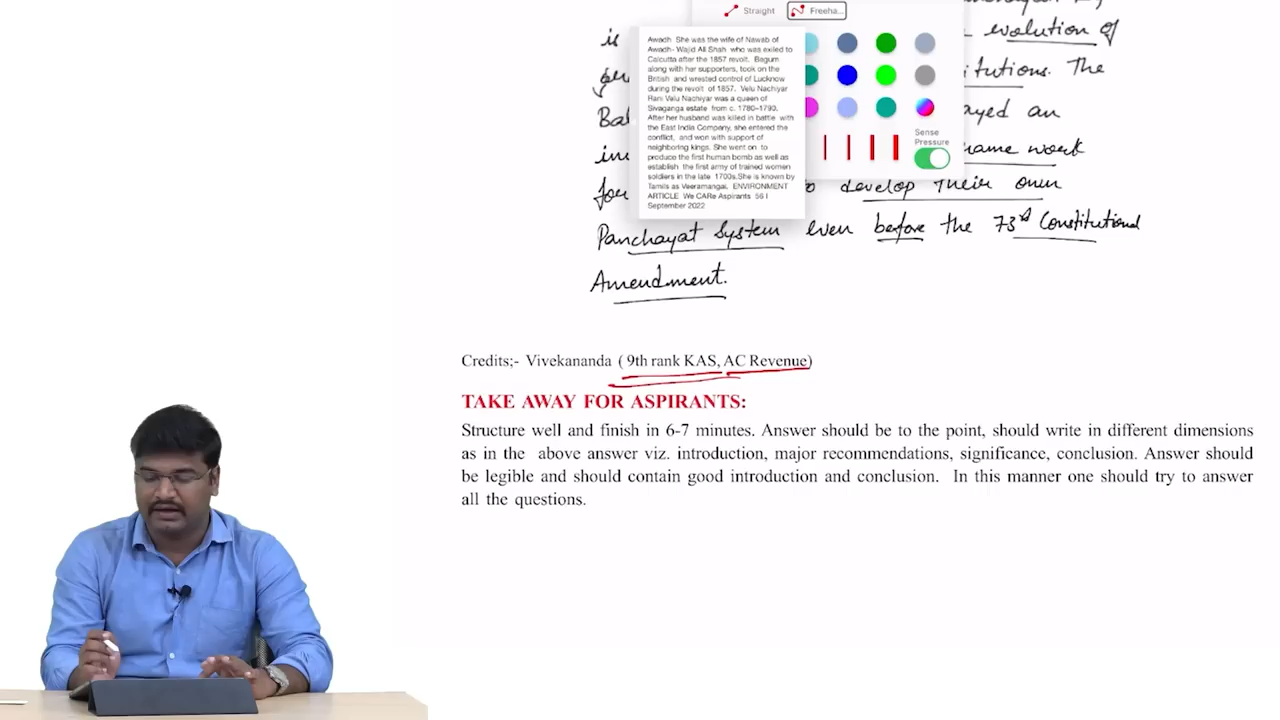 Straight Freeha...
is
evolution of
itutions. The
Bal
ayed an
Awadh. She was the wife of Nawab of
Awadh- Wajid Ali Shah who was exiled to
Calcutta after the 1857 revolt. Begum
along with her supporters, took on the
British and wrested control of Lucknow
during the revolt of 1857. Velu Nachiyar
Rani Velu Nachiyar was a queen of
Sivaganga estate from c. 1780–1790.
After her husband was killed in battle with
the East India Company, she entered the
conflict, and won with support of
neighboring kings. She went on to
produce the first human bomb as well as
establish the first army of trained women
soldiers in the late 1700s.She is known by
Tamils as Veeramangai. ENVIRONMENT
ARTICLE We CARe Aspirants 56 I
September 2022
Sense
Pressure
rame work
to develop their own
Panchayat System even before the 73rd Constitutional
Amendment.
Credits;- Vivekananda ( 9th rank KAS, AC Revenue)
TAKE AWAY FOR ASPIRANTS:
Structure well and finish in 6-7 minutes. Answer should be to the point, should write in different dimensions
as in the above answer viz. introduction, major recommendations, significance, conclusion. Answer should
be legible and should contain good introduction and conclusion. In this manner one should try to answer
all the questions.